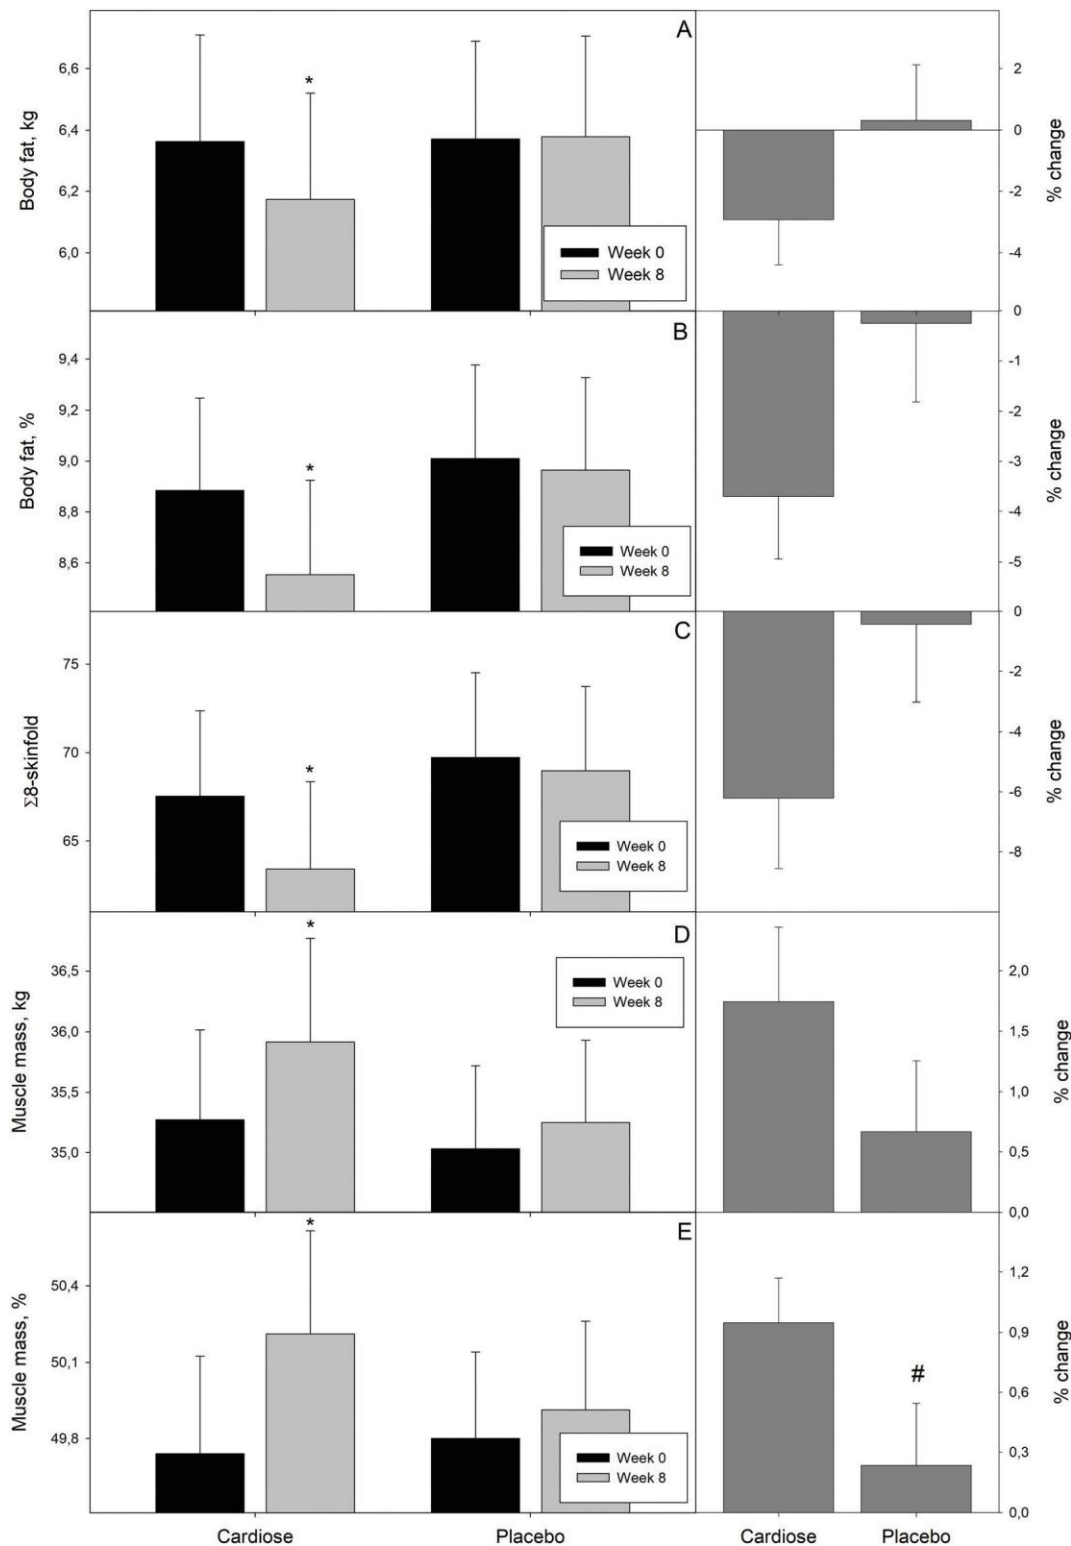 A
Body fat, kg
6,6
6,4
6,2
6,0
*
Week 0
Week 8
2
0
-2
-4
% change
B
Body fat, %
9,4
9,2
9,0
8,8
8,6
*
Week 0
Week 8
0
-1
-2
-3
-4
-5
% change
C
Σ8-skinfold
75
70
65
*
Week 0
Week 8
0
-2
-4
-6
-8
% change
D
Muscle mass, kg
36,5
36,0
35,5
35,0
*
Week 0
Week 8
2,0
1,5
1,0
0,5
0,0
% change
E
Muscle mass, %
50,4
50,1
49,8
*
Week 0
Week 8
1,2
0,9
0,6
0,3
0,0
#
% change
Cardiose Placebo Cardiose Placebo